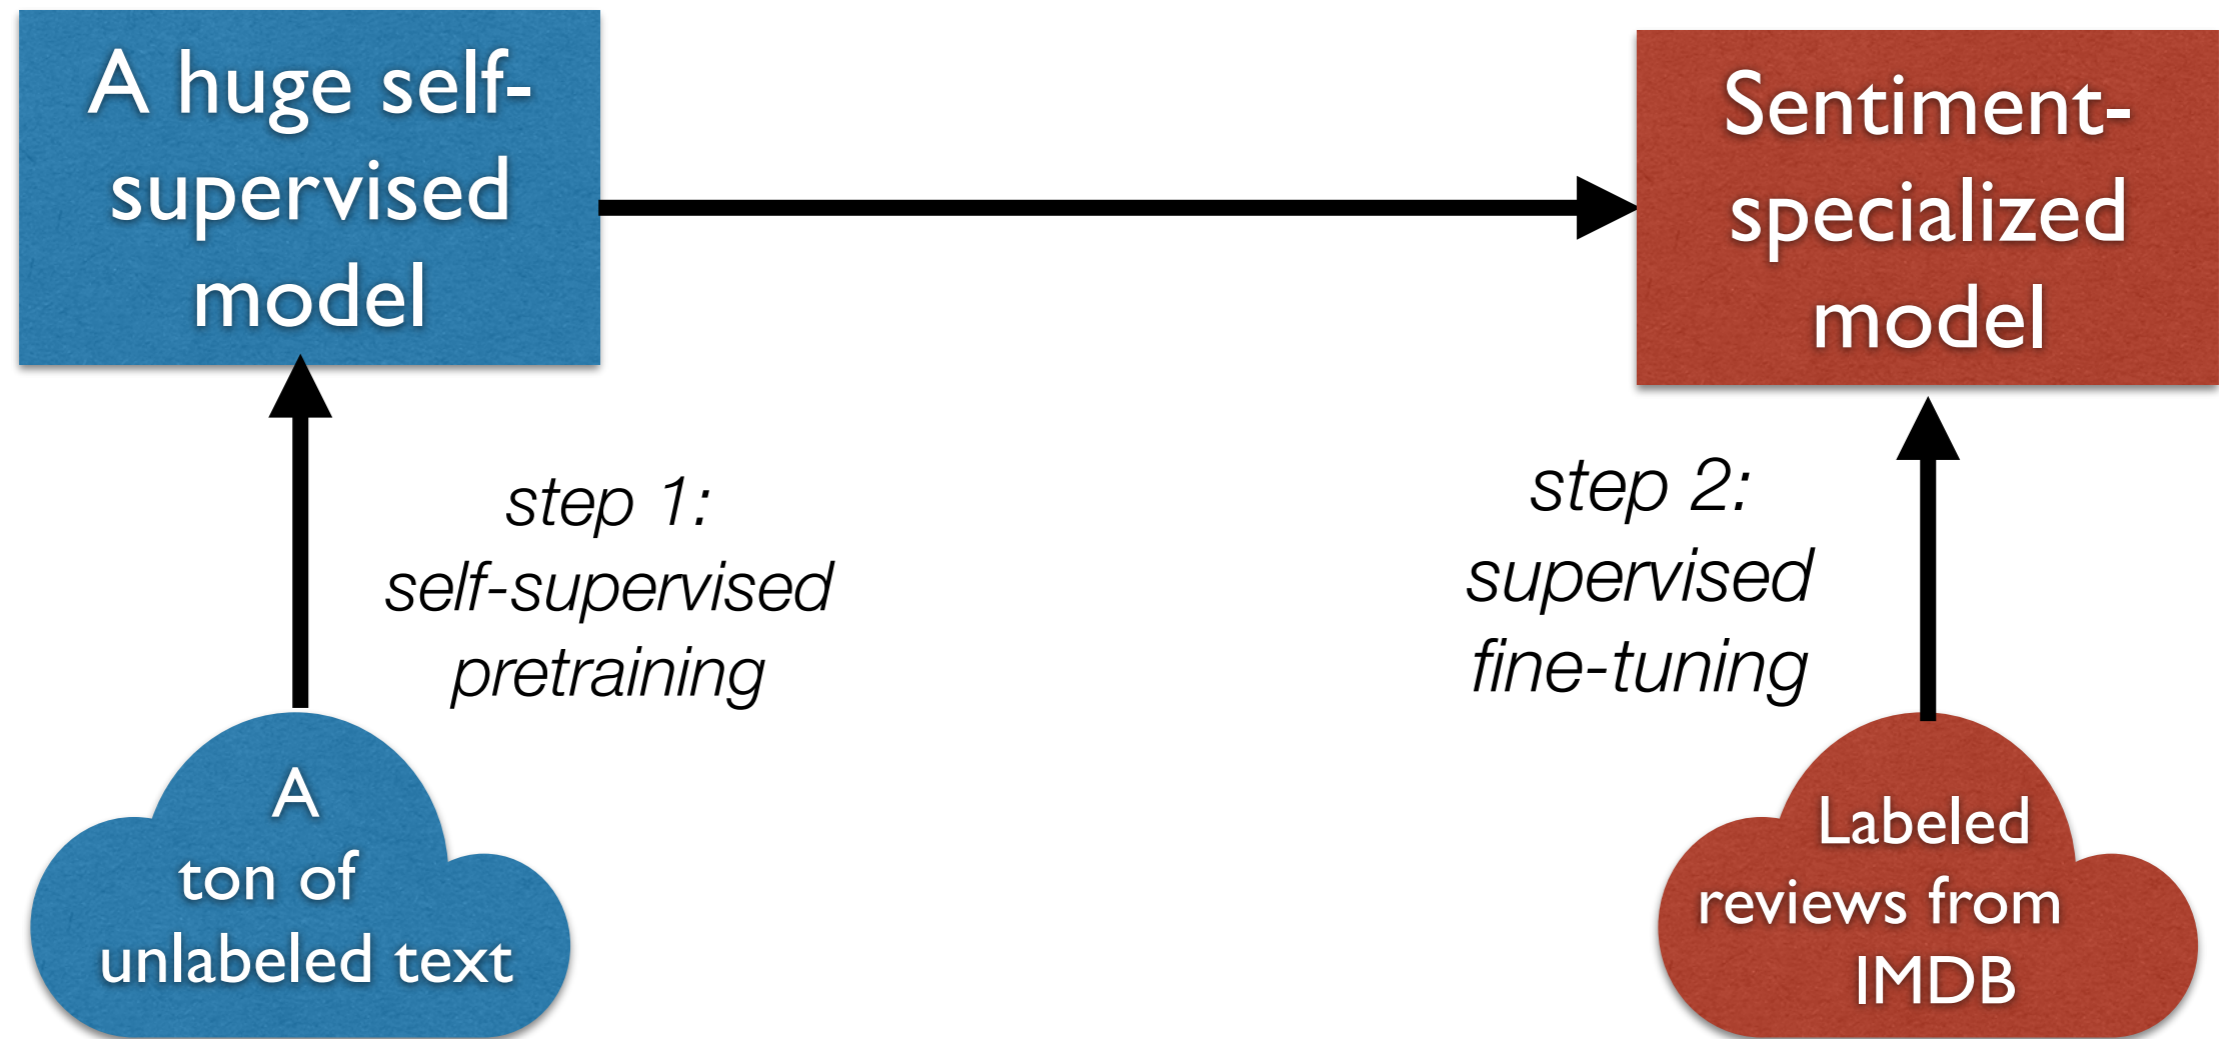 A huge self-
supervised
model
Sentiment-
specialized
model
step 1:
self-supervised
pretraining
step 2:
supervised
fine-tuning
A
ton of
unlabeled text
Labeled
reviews from
IMDB